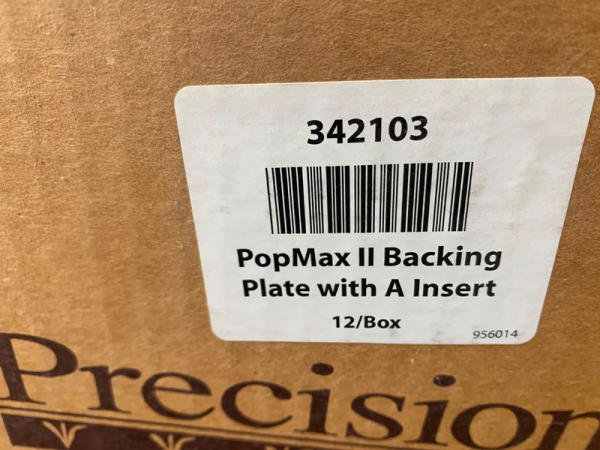 342103
PopMax II Backing
Plate with A Insert
12/Box
956014
Precision